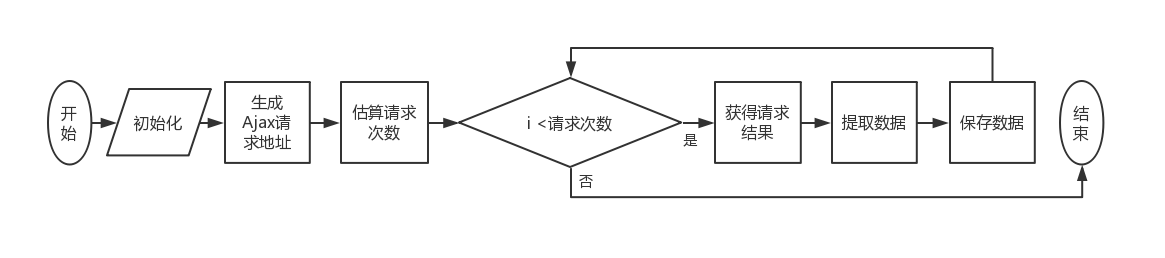 开
始
初始化
生成
Ajax请
求地址
估算请求
次数
i <请求次数
是
否
获得请求
结果
提取数据
保存数据
结
束